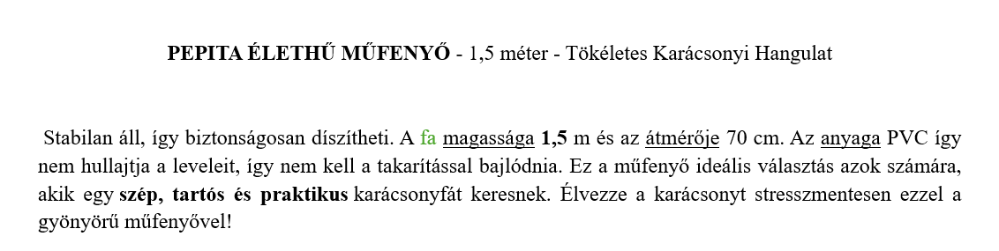 PEPITA ÉLETHŰ MŰFENYŐ - 1,5 méter - Tökéletes Karácsonyi Hangulat
Stabilan áll, így biztonságosan díszítheti. A fa magassága 1,5 m és az átmérője 70 cm. Az anyaga PVC így
nem hullajtja a leveleit, így nem kell a takarítással bajlódnia. Ez a műfenyő ideális választás azok számára,
akik egy szép, tartós és praktikus karácsonyfát keresnek. Élvezze a karácsonyt stresszmentesen ezzel a
gyönyörű műfenyővel!